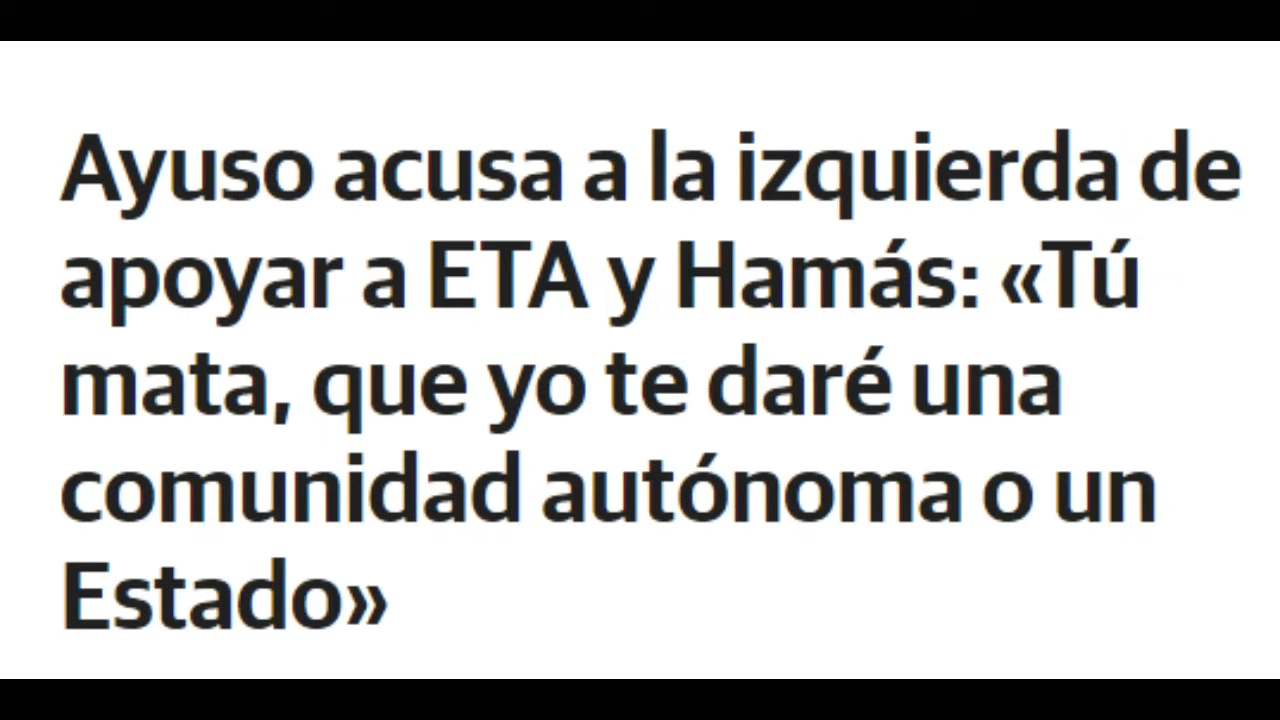 Ayuso acusa a la izquierda de
apoyar a ETA y Hamás: «Tú
mata, que yo te daré una
comunidad autónoma o un
Estado»